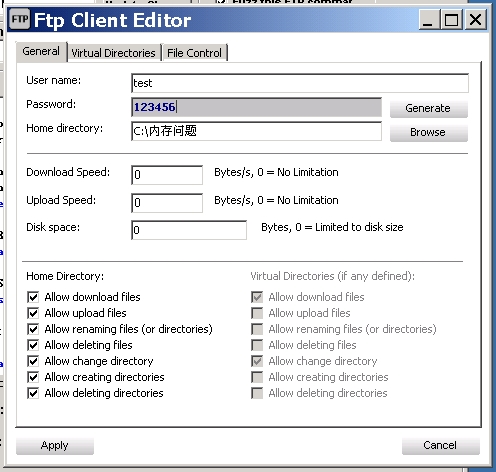 FTP Ftp Client Editor
General Virtual Directories File Control
User name: test
Password: 123456 Generate
Home directory: C:\内存问题 Browse
Download Speed: 0 Bytes/s, 0 = No Limitation
Upload Speed: 0 Bytes/s, 0 = No Limitation
Disk space: 0 Bytes, 0 = Limited to disk size
Home Directory: Virtual Directories (if any defined):
Allow download files Allow download files
Allow upload files Allow upload files
Allow renaming files (or directories) Allow renaming files (or directories)
Allow deleting files Allow deleting files
Allow change directory Allow change directory
Allow creating directories Allow creating directories
Allow deleting directories Allow deleting directories
Apply Cancel